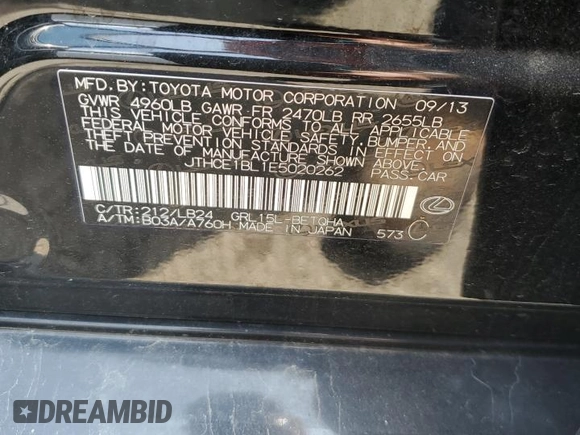 MFD.BY:TOYOTA MOTOR CORPORATION 09/13
GVWR 4960LB GAWR FR 2470LB RR 2655LB
THIS VEHICLE CONFORMS TO ALL APPLICABLE
FEDERAL MOTOR VEHICLE SAFETY,BUMPER,AND
THEFT PREVENTION STANDARDS IN EFFECT ON
THE DATE OF MANUFACTURE SHOWN ABOVE.
JTHCE1BL1E5020262 PASS-CAR
C/TR:212/LB24 GRL15L-BETQHA
A/TM:B03A/A760H MADE IN JAPAN 573 C
DREAMBID